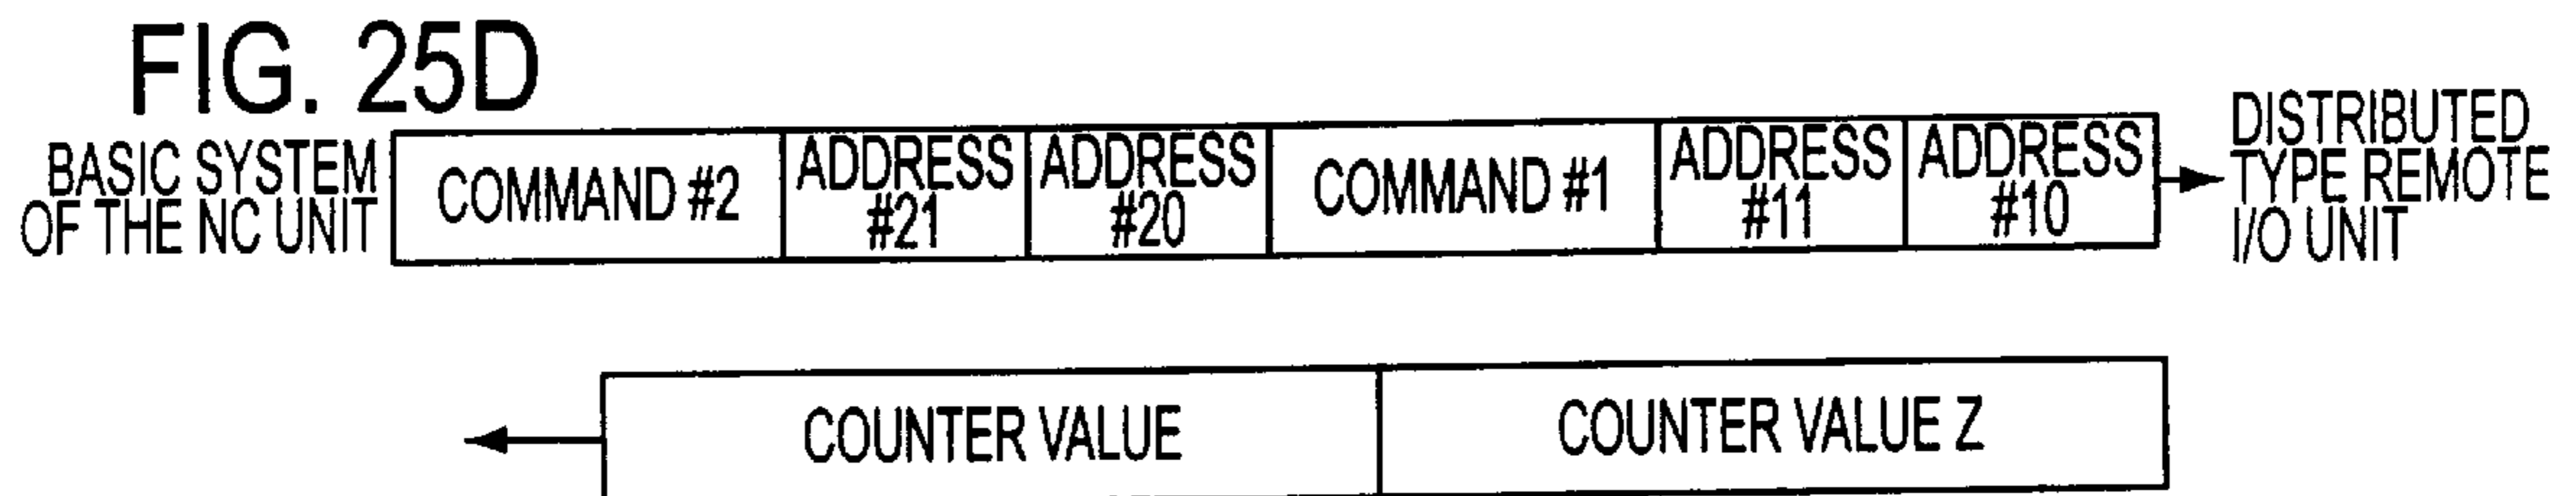 FIG. 25D
BASIC SYSTEM
OF THE NC UNIT
COMMAND #2
ADDRESS
#21
ADDRESS
#20
COMMAND #1
ADDRESS
#11
ADDRESS
#10
DISTRIBUTED
TYPE REMOTE
I/O UNIT
COUNTER VALUE
COUNTER VALUE Z